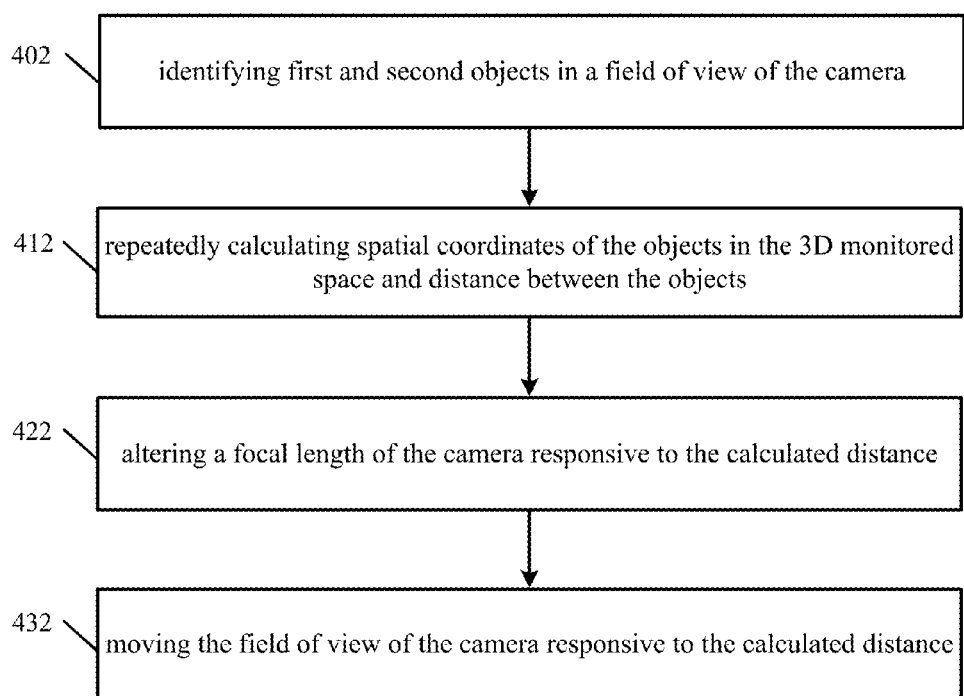 402
identifying first and second objects in a field of view of the camera
412
repeatedly calculating spatial coordinates of the objects in the 3D monitored
space and distance between the objects
422
altering a focal length of the camera responsive to the calculated distance
432
moving the field of view of the camera responsive to the calculated distance